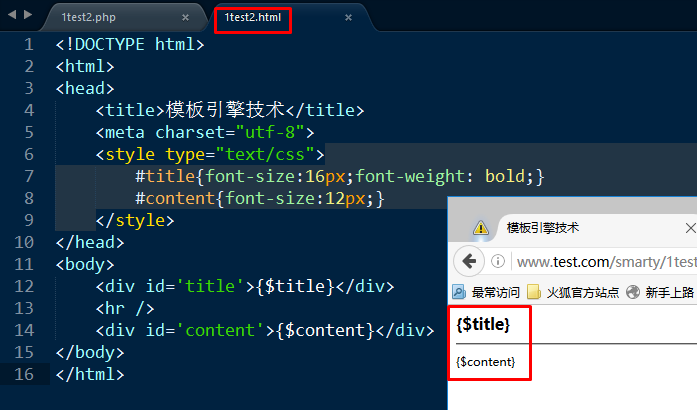 1test2.php ×
1test2.html ×
1 <!DOCTYPE html>
2 <html>
3 <head>
4 <title>模板引擎技术</title>
5 <meta charset="utf-8">
6 <style type="text/css">
7 #title{font-size:16px;font-weight: bold;}
8 #content{font-size:12px;}
9 </style>
10 </head>
11 <body>
12 <div id='title'>{$title}</div>
13 <hr />
14 <div id='content'>{$content}</div>
15 </body>
16 </html>
模板引擎技术
www.test.com/smarty/1test
最常访问 火狐官方站点 新手上路
{$title}
{$content}